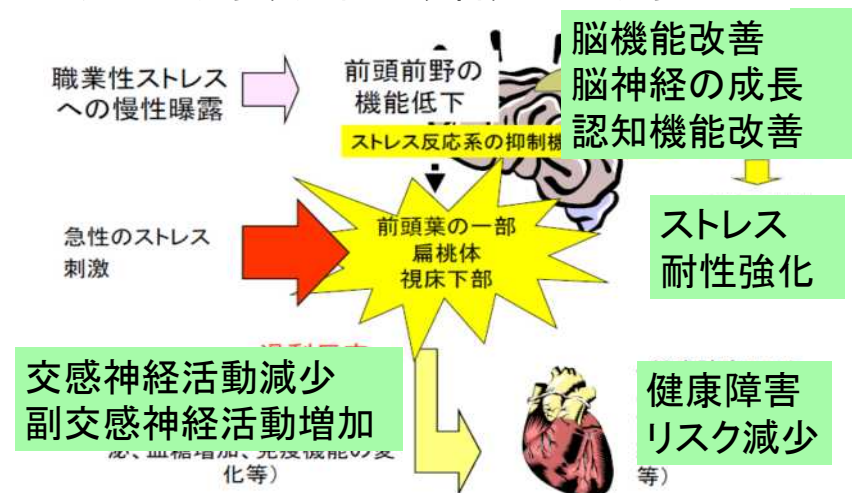 職業性ストレス
への慢性曝露
前頭前野の
機能低下
ストレス反応系の抑制機
脳機能改善
脳神経の成長
認知機能改善
急性のストレス
刺激
前頭葉の一部
扁桃体
視床下部
ストレス
耐性強化
交感神経活動減少
副交感神経活動増加
泌、血糖増加、免疫機能の変
化等）
健康障害
リスク減少
等）